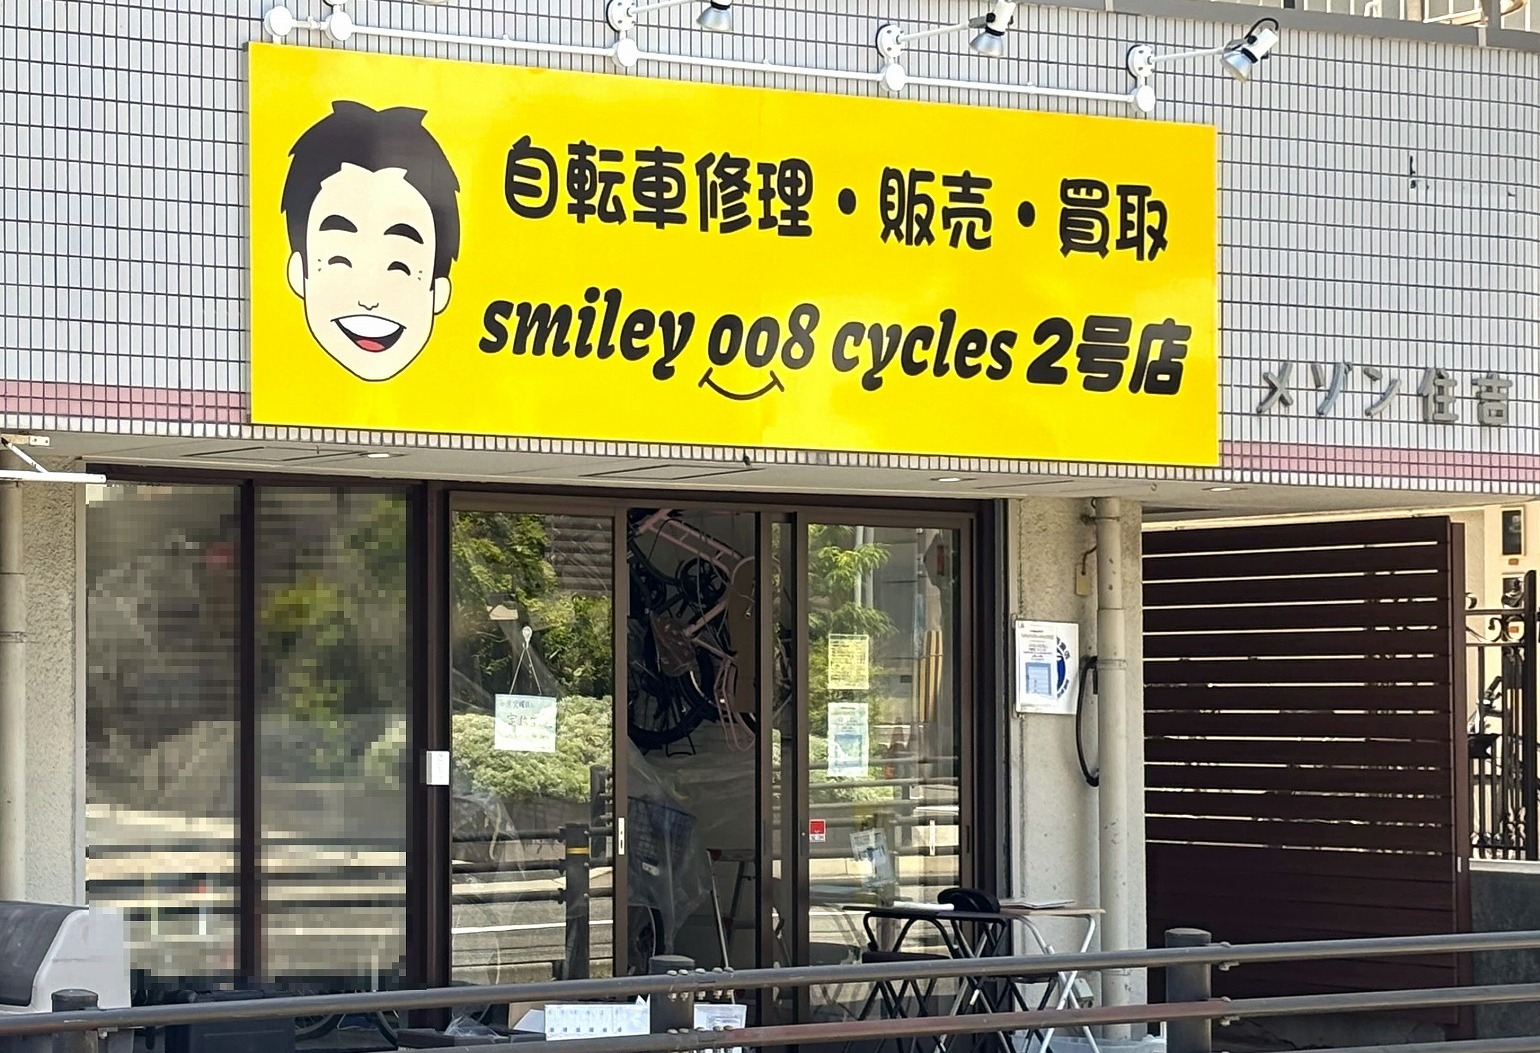 自転車修理・販売・買取
smiley 008 cycles 2号店
メゾン住吉